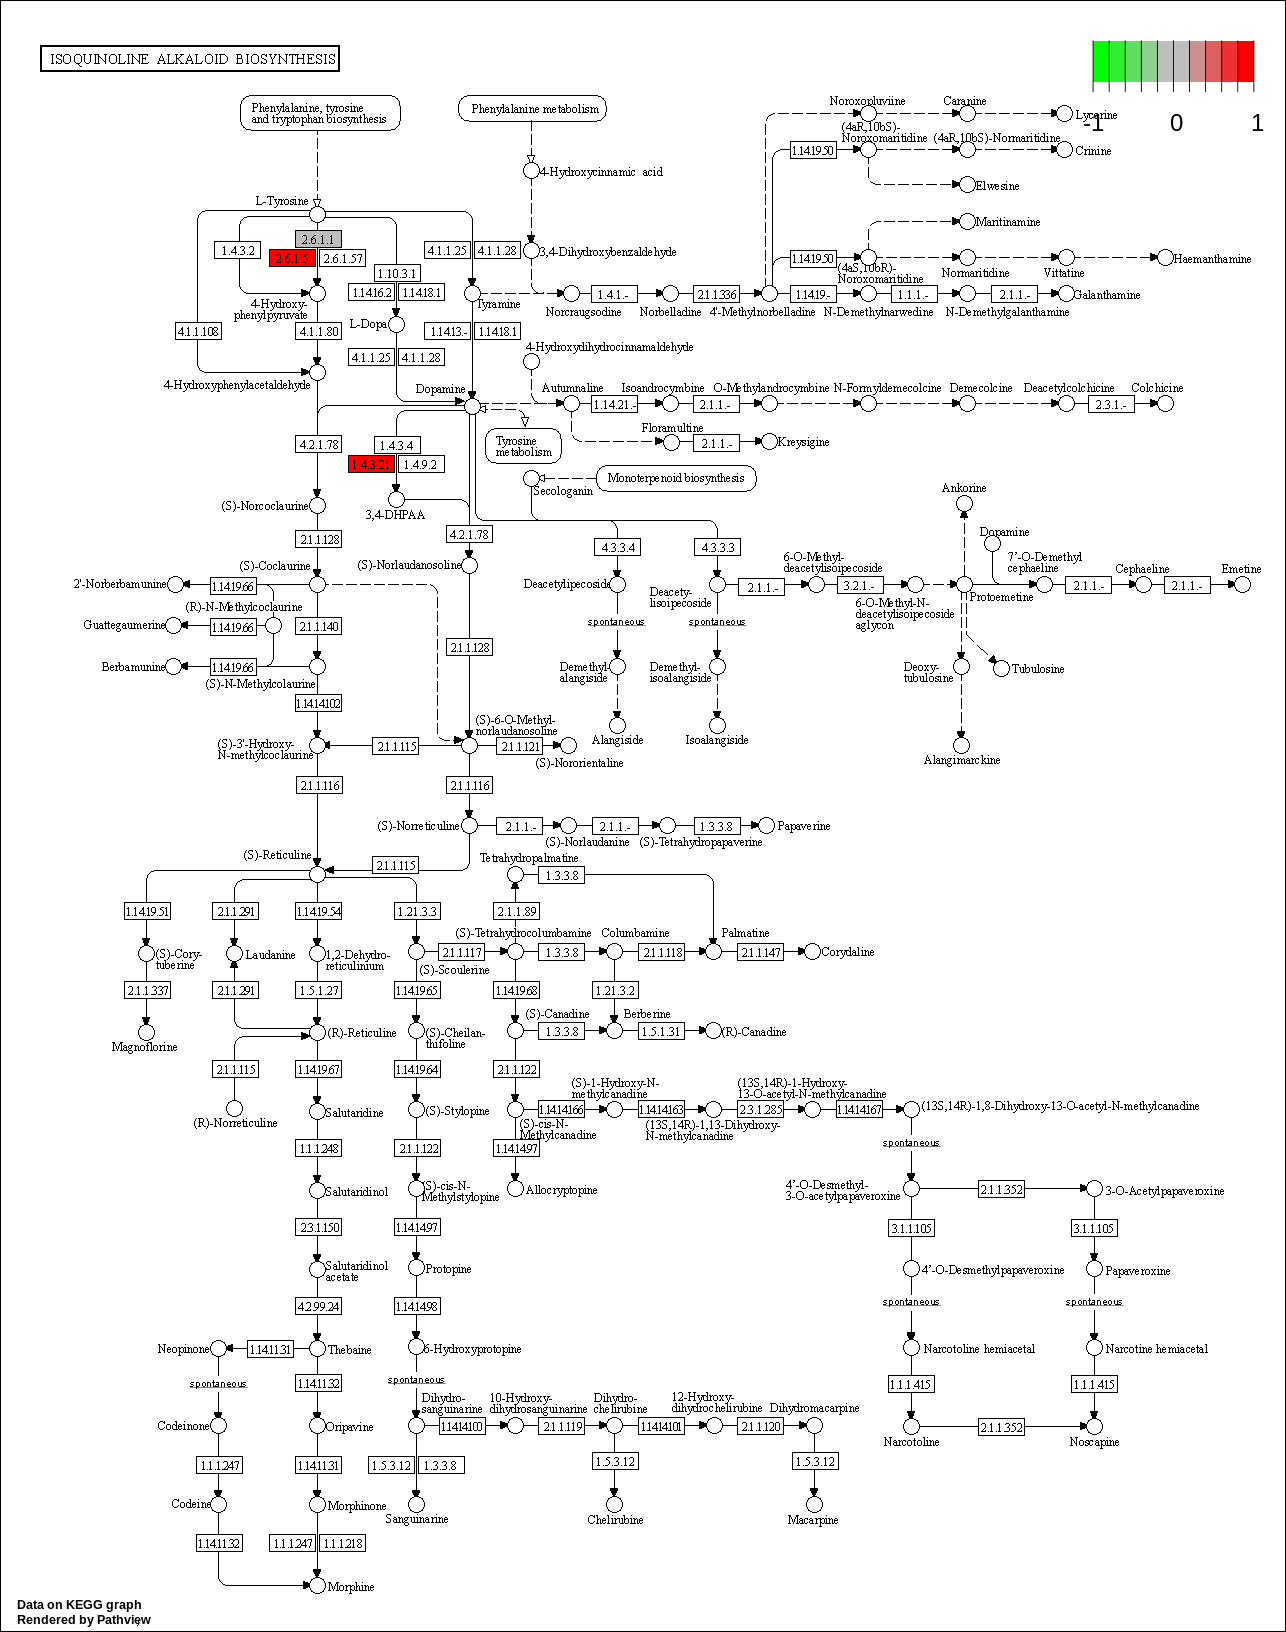 ISOQUINOLINE ALKALOID BIOSYNTHESIS
-1 0 1
Phenylalanine, tyrosine
and tryptophan biosynthesis
Phenylalanine metabolism
Noroxopluviine
Caranine
Lycorine
(4aR,10bS)-
Noroxomaritidine
(4aR,10bS)-Normaritidine
1.14.19.50
Crinine
4-Hydroxycinnamic acid
Elwesine
L-Tyrosine
Maritinamine
2.6.1.1
1.4.3.2
2.6.1.5
2.6.1.57
4.1.1.25
4.1.1.28
3,4-Dihydroxybenzaldehyde
1.14.19.50
(4aS,10bR)-
Noroxomaritidine
Normaritidine
Vittatine
Haemanthamine
1.10.3.1
1.14.16.2
1.14.18.1
4-Hydroxy-
phenylpyruvate
Tyramine
1.4.1.-
2.1.1.336
1.14.19.-
1.1.1.-
2.1.1.-
Galanthamine
Norcraugsodine
Norbelladine
4'-Methylnorbelladine
N-Demethylnarwedine
N-Demethylgalanthamine
L-Dopa
4.1.1.108
4.1.1.80
1.14.13.-
1.14.18.1
4-Hydroxydihydrocinnamaldehyde
4.1.1.25
4.1.1.28
4-Hydroxyphenylacetaldehyde
Dopamine
Autumnaline
Isoandrocymbine
O-Methylandrocymbine
N-Formyldemecolcine
Demecolcine
Deacetylcolchicine
Colchicine
1.14.21.-
2.1.1.-
2.3.1.-
Floramultine
2.1.1.-
Kreysigine
4.2.1.78
1.4.3.4
Tyrosine
metabolism
1.4.3.21
1.4.9.2
Monoterpenoid biosynthesis
Secologanin
Ankorine
(S)-Norcoclaurine
3,4-DHPAA
2.1.1.128
4.2.1.78
4.3.3.4
4.3.3.3
Dopamine
6-O-Methyl-
deacetylisoipecoside
7'-O-Demethyl
cephaeline
Cephaeline
Emetine
(S)-Coclaurine
(S)-Norlaudanosoline
2'-Norberbamunine
1.14.19.66
Deacetylipecoside
Deacety-
lisoipecoside
2.1.1.-
3.2.1.-
2.1.1.-
2.1.1.-
Protoemetine
6-O-Methyl-N-
deacetylisoipecoside
aglycon
(R)-N-Methylcoclaurine
Guattegaumerine
1.14.19.66
2.1.1.140
spontaneous
spontaneous
2.1.1.128
Berbamunine
1.14.19.66
(S)-N-Methylcolaurine
Demethyl-
alangiside
Demethyl-
isoalangiside
Deoxy-
tubulosine
Tubulosine
1.14.14.102
(S)-6-O-Methyl-
norlaudanosoline
(S)-3'-Hydroxy-
N-methylcoclaurine
2.1.1.115
2.1.1.121
Alangiside
Isoalangiside
(S)-Nororientaline
Alangimarckine
2.1.1.116
2.1.1.116
(S)-Norreticuline
2.1.1.-
2.1.1.-
1.3.3.8
Papaverine
(S)-Norlaudanine
(S)-Tetrahydropapaverine
(S)-Reticuline
2.1.1.115
Tetrahydropalmatine
1.3.3.8
1.14.19.51
2.1.1.291
1.14.19.54
1.21.3.3
2.1.1.89
(S)-Tetrahydrocolumbamine
Columbamine
Palmatine
(S)-Cory-
tuberine
Laudanine
1,2-Dehydro-
reticulinium
2.1.1.117
1.3.3.8
2.1.1.118
2.1.1.147
Corydaline
(S)-Scoulerine
2.1.1.337
2.1.1.291
1.5.1.27
1.14.19.65
1.14.19.68
1.21.3.2
(S)-Canadine
Berberine
Magnoflorine
(R)-Reticuline
(S)-Cheilan-
thifoline
1.3.3.8
1.5.1.31
(R)-Canadine
2.1.1.115
1.14.19.67
1.14.19.64
2.1.1.122
(S)-1-Hydroxy-N-
methylcanadine
(13S,14R)-1-Hydroxy-
13-O-acetyl-N-methylcanadine
(R)-Norreticuline
Salutaridine
(S)-Stylopine
1.14.14.166
1.14.14.163
2.3.1.285
1.14.14.167
(13S,14R)-1,8-Dihydroxy-13-O-acetyl-N-methylcanadine
(S)-cis-N-
Methylcanadine
(13S,14R)-1,13-Dihydroxy-
N-methylcanadine
1.1.1.248
2.1.1.122
1.14.14.97
spontaneous
Salutaridinol
(S)-cis-N-
Methylstylopine
Allocryptopine
4'-O-Desmethyl-
3-O-acetylpapaveroxine
2.1.1.352
3-O-Acetylpapaveroxine
2.3.1.150
1.14.14.97
3.1.1.105
3.1.1.105
Salutaridinol
acetate
Protopine
4'-O-Desmethylpapaveroxine
Papaveroxine
4.2.99.24
1.14.14.98
spontaneous
spontaneous
Neopinone
1.14.11.31
Thebaine
6-Hydroxyprotopine
Narcotoline hemiacetal
Narcotine hemiacetal
spontaneous
1.14.11.32
spontaneous
1.1.1.415
1.1.1.415
Dihydro-
sanguinarine
10-Hydroxy-
dihydrosanguinarine
Dihydro-
chelirubine
12-Hydroxy-
dihydrochelirubine
Dihydromacarpine
Codeinone
Oripavine
1.14.14.100
2.1.1.119
1.14.14.101
2.1.1.120
2.1.1.352
Narcotoline
Noscapine
1.1.1.247
1.14.11.31
1.5.3.12
1.3.3.8
1.5.3.12
1.5.3.12
Codeine
Morphinone
Sanguinarine
Chelirubine
Macarpine
1.14.11.32
1.1.1.247
1.1.1.218
Morphine
Data on KEGG graph
Rendered by Pathview